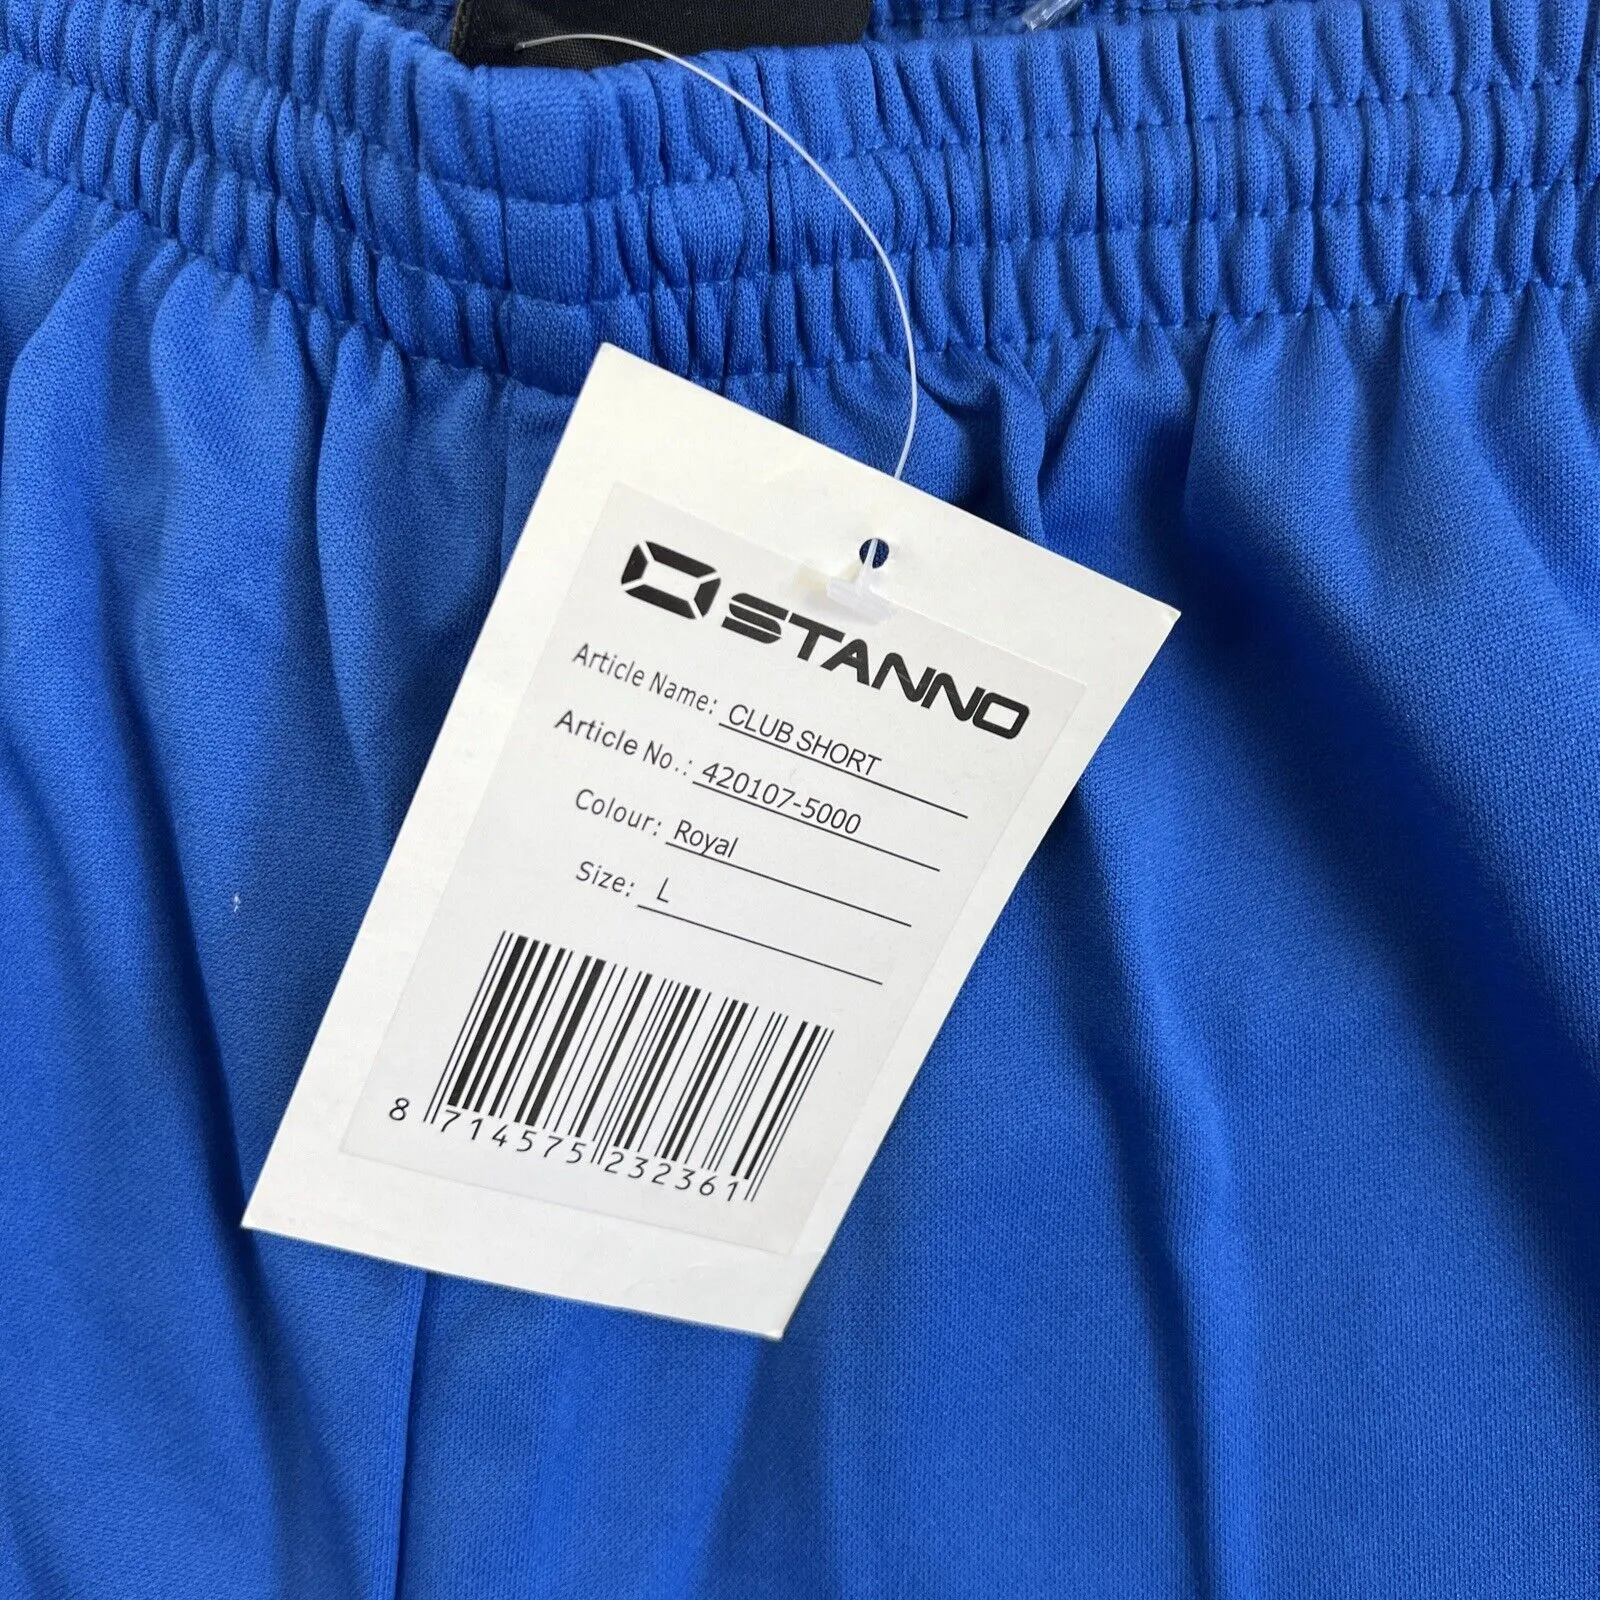 STANNO
Article Name: CLUB SHORT
Article No.: 420107-5000
Colour: Royal
Size: L
8 714575 232361